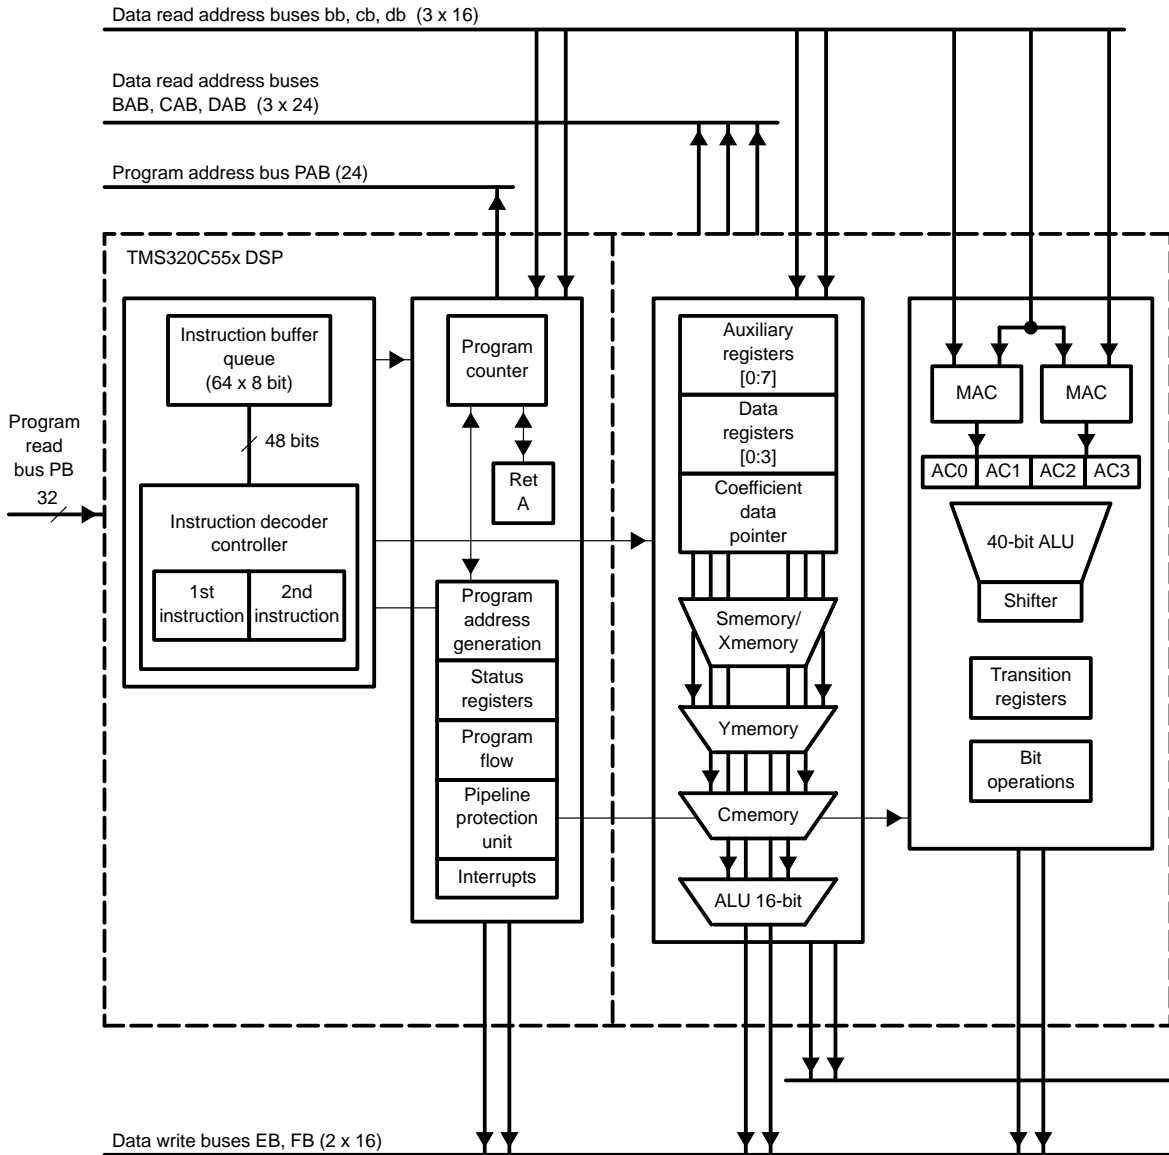 Data read address buses bb, cb, db (3 x 16)
Data read address buses
BAB, CAB, DAB (3 x 24)
Program address bus PAB (24)
TMS320C55x DSP
Program
read
bus PB
32
Instruction buffer
queue
(64 x 8 bit)
48 bits
Instruction decoder
controller
1st
instruction
2nd
instruction
Program
counter
Ret
A
Program
address
generation
Status
registers
Program
flow
Pipeline
protection
unit
Interrupts
Auxiliary
registers
[0:7]
Data
registers
[0:3]
Coefficient
data
pointer
Smemory/
Xmemory
Ymemory
Cmemory
ALU 16-bit
MAC
MAC
AC0
AC1
AC2
AC3
40-bit ALU
Shifter
Transition
registers
Bit
operations
Data write buses EB, FB (2 x 16)